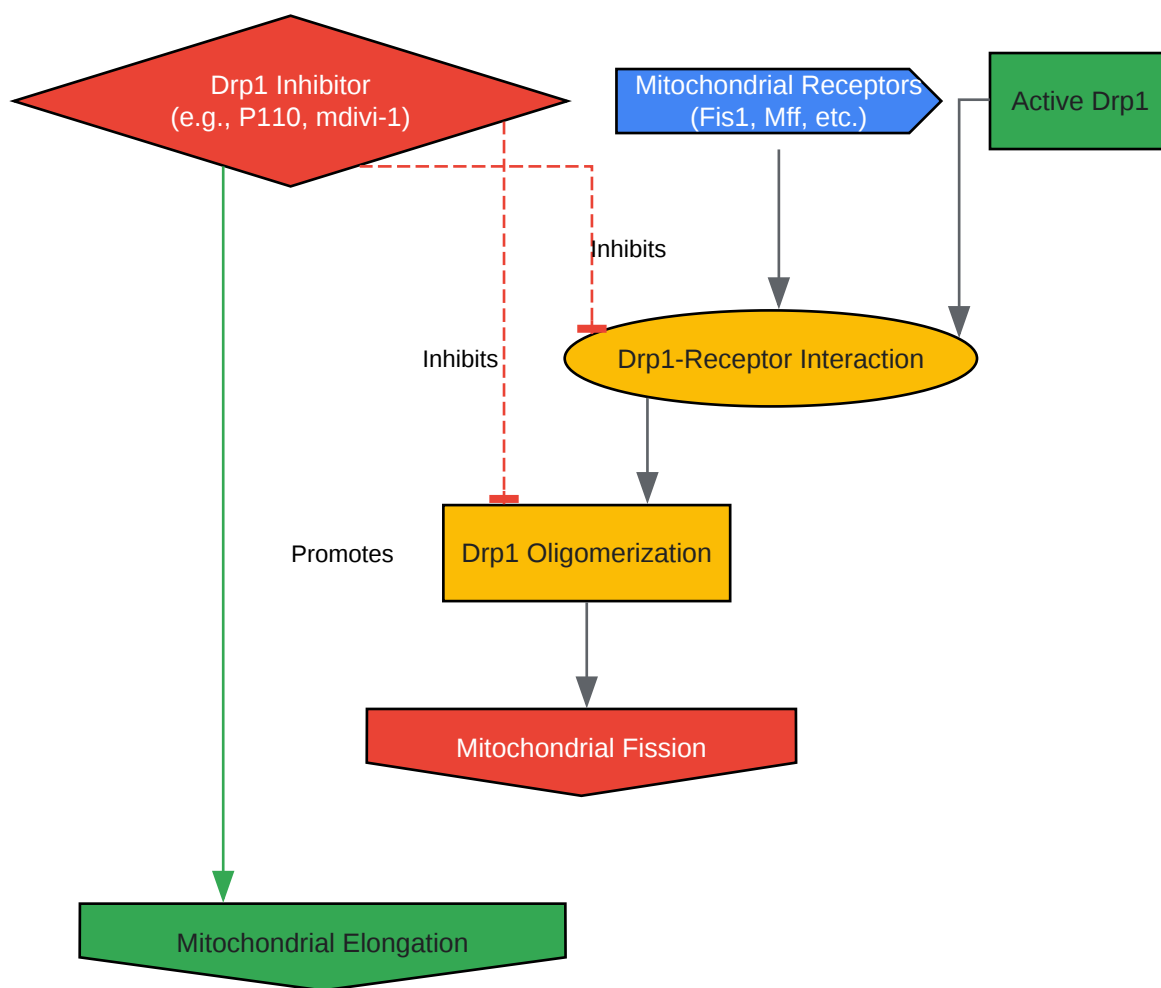 Drp1 Inhibitor
(e.g., P110, mdivi-1)
Mitochondrial Receptors
(Fis1, Mff, etc.)
Active Drp1
Inhibits
Inhibits
Drp1-Receptor Interaction
Promotes
Drp1 Oligomerization
Mitochondrial Fission
Mitochondrial Elongation